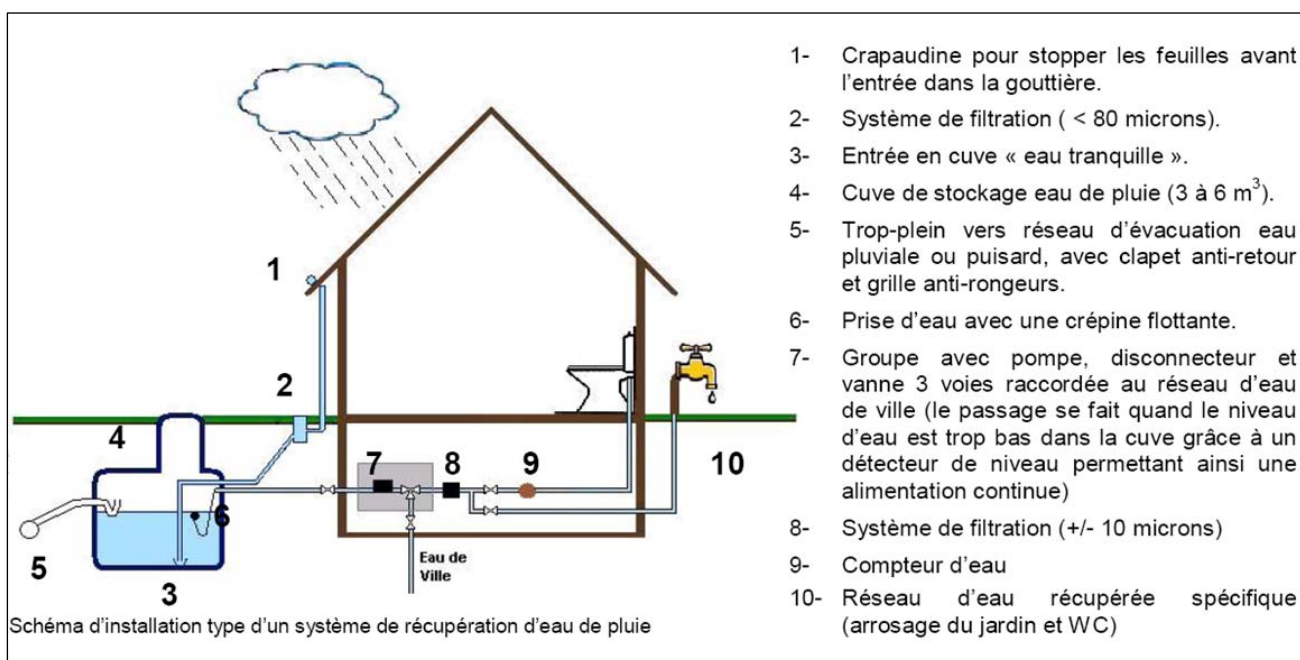 1
2
4
7
8
9
10
6
5
3
Eau de
Ville
Schéma d'installation type d'un système de récupération d'eau de pluie
1- Crapaudine pour stopper les feuilles avant
l'entrée dans la gouttière.
2- Système de filtration ( < 80 microns).
3- Entrée en cuve « eau tranquille ».
4- Cuve de stockage eau de pluie (3 à 6 m³).
5- Trop-plein vers réseau d'évacuation eau
pluviale ou puisard, avec clapet anti-retour
et grille anti-rongeurs.
6- Prise d'eau avec une crépine flottante.
7- Groupe avec pompe, disconnecteur et
vanne 3 voies raccordée au réseau d'eau
de ville (le passage se fait quand le niveau
d'eau est trop bas dans la cuve grâce à un
détecteur de niveau permettant ainsi une
alimentation continue)
8- Système de filtration (+/- 10 microns)
9- Compteur d'eau
10- Réseau d'eau récupérée spécifique
(arrosage du jardin et WC)